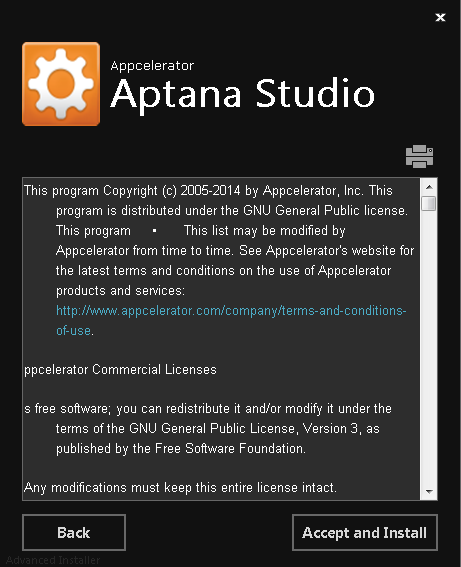 Appcelerator
Aptana Studio
This program Copyright (c) 2005-2014 by Appcelerator, Inc. This
program is distributed under the GNU General Public license.
This program • This list may be modified by
Appcelerator from time to time. See Appcelerator's website for
the latest terms and conditions on the use of Appcelerator
products and services:
http://www.appcelerator.com/company/terms-and-conditions-
of-use.
ppcelerator Commercial Licenses
s free software; you can redistribute it and/or modify it under the
terms of the GNU General Public License, Version 3, as
published by the Free Software Foundation.
Any modifications must keep this entire license intact.
Back
Accept and Install
Advanced Installer